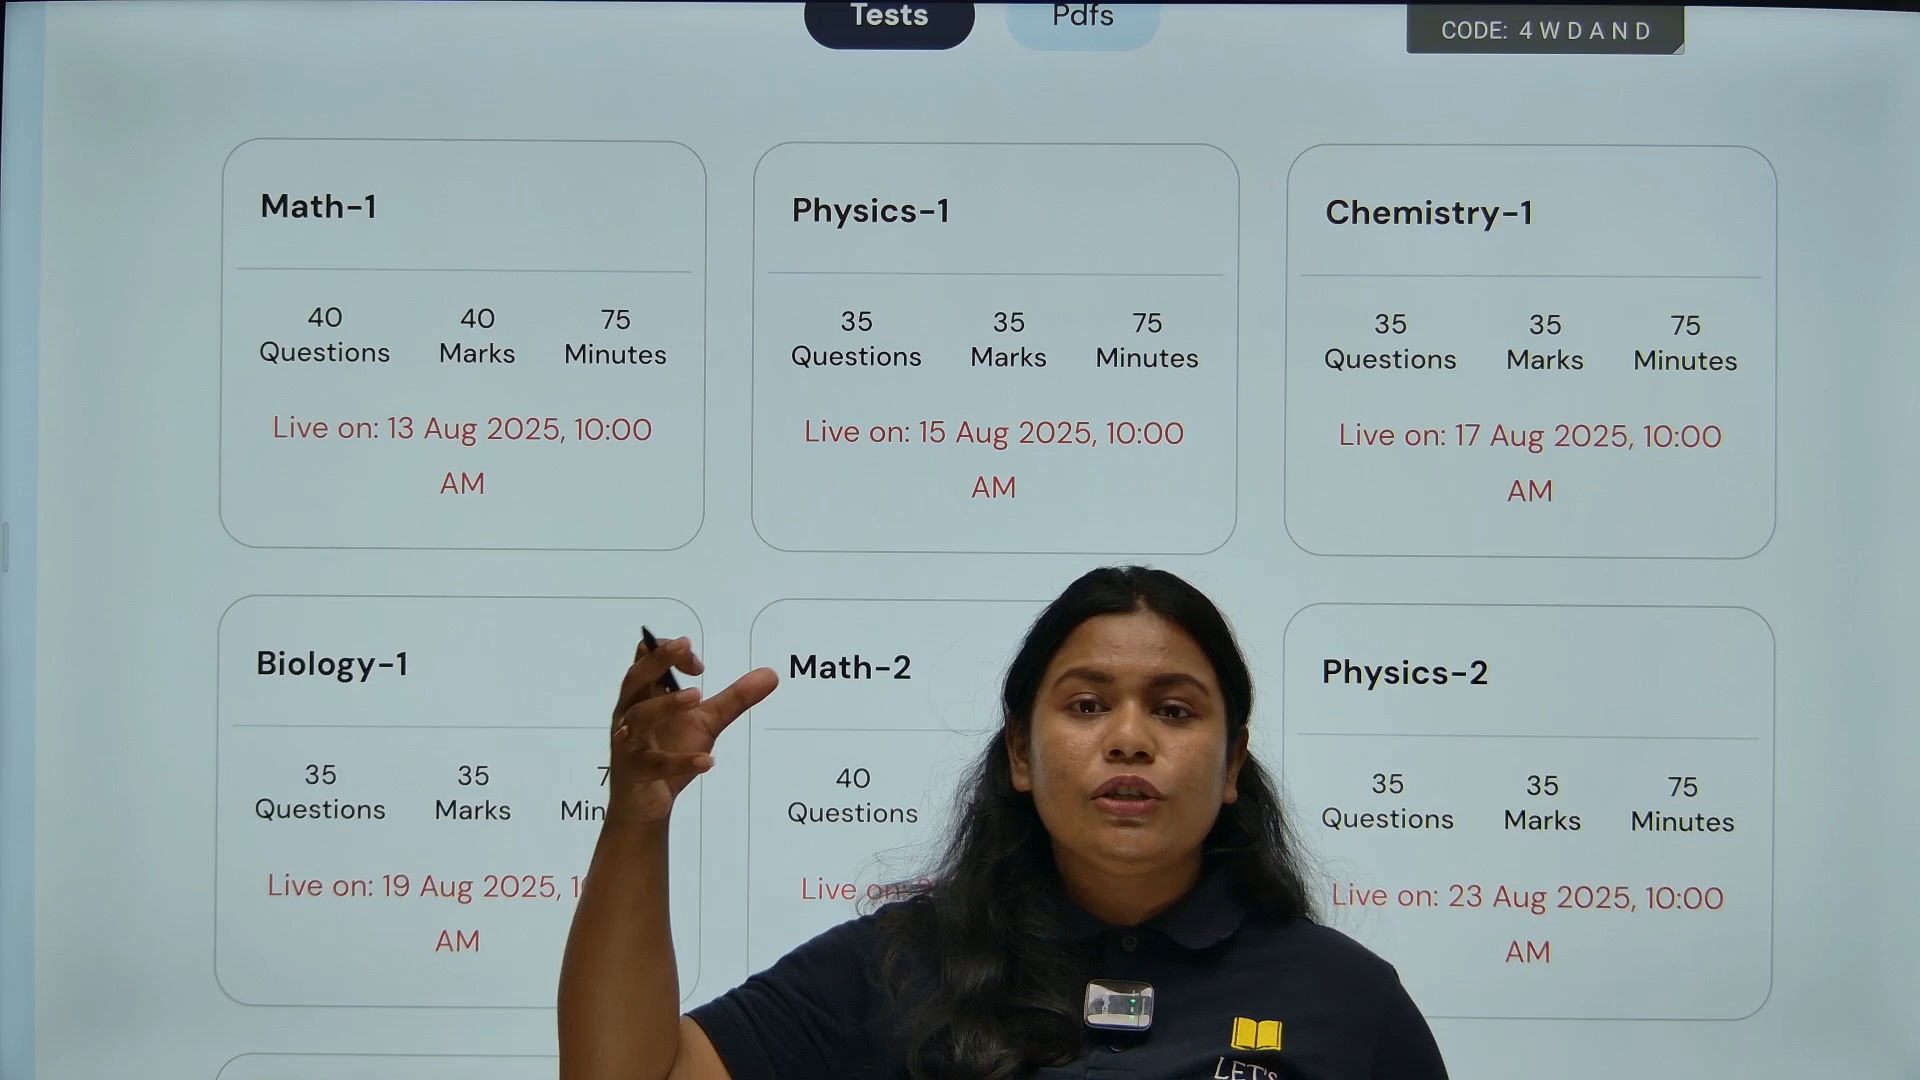 Tests
Pdfs
CODE: 4 W D A N D
Math-1
40
Questions
40
Marks
75
Minutes
Live on: 13 Aug 2025, 10:00
AM
Physics-1
35
Questions
35
Marks
75
Minutes
Live on: 15 Aug 2025, 10:00
AM
Chemistry-1
35
Questions
35
Marks
75
Minutes
Live on: 17 Aug 2025, 10:00
AM
Biology-1
35
Questions
35
Marks
Live on: 19 Aug 2025,
AM
Math-2
40
Questions
Live on:
Physics-2
35
Questions
35
Marks
75
Minutes
Live on: 23 Aug 2025, 10:00
AM
LET'S